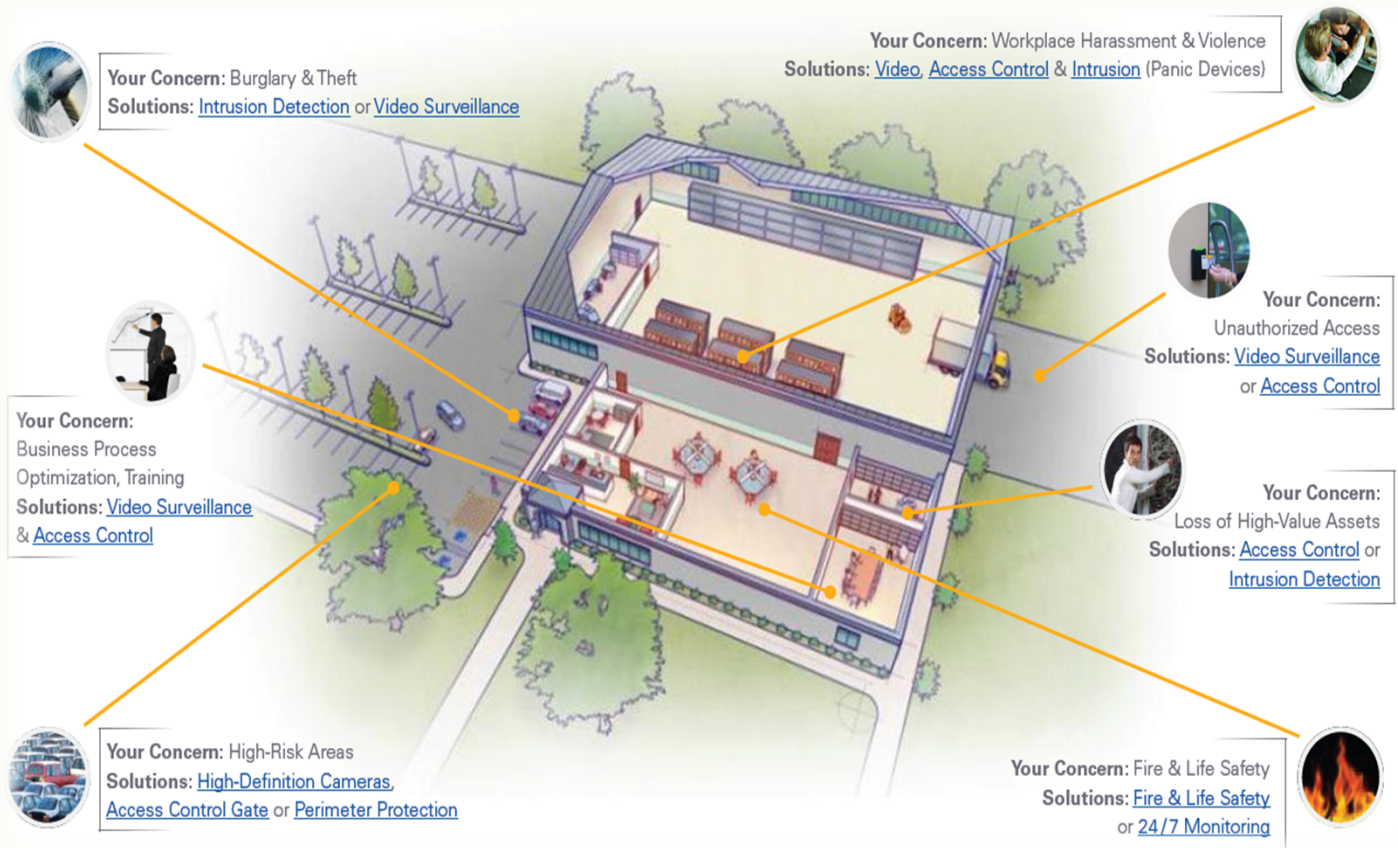 Your Concern: Burglary & Theft
Solutions: Intrusion Detection or Video Surveillance
Your Concern: Workplace Harassment & Violence
Solutions: Video, Access Control & Intrusion (Panic Devices)
Your Concern:
Unauthorized Access
Solutions: Video Surveillance
or Access Control
Your Concern:
Business Process
Optimization, Training
Solutions: Video Surveillance
& Access Control
Your Concern:
Loss of High-Value Assets
Solutions: Access Control or
Intrusion Detection
Your Concern: High-Risk Areas
Solutions: High-Definition Cameras,
Access Control Gate or Perimeter Protection
Your Concern: Fire & Life Safety
Solutions: Fire & Life Safety
or 24/7 Monitoring